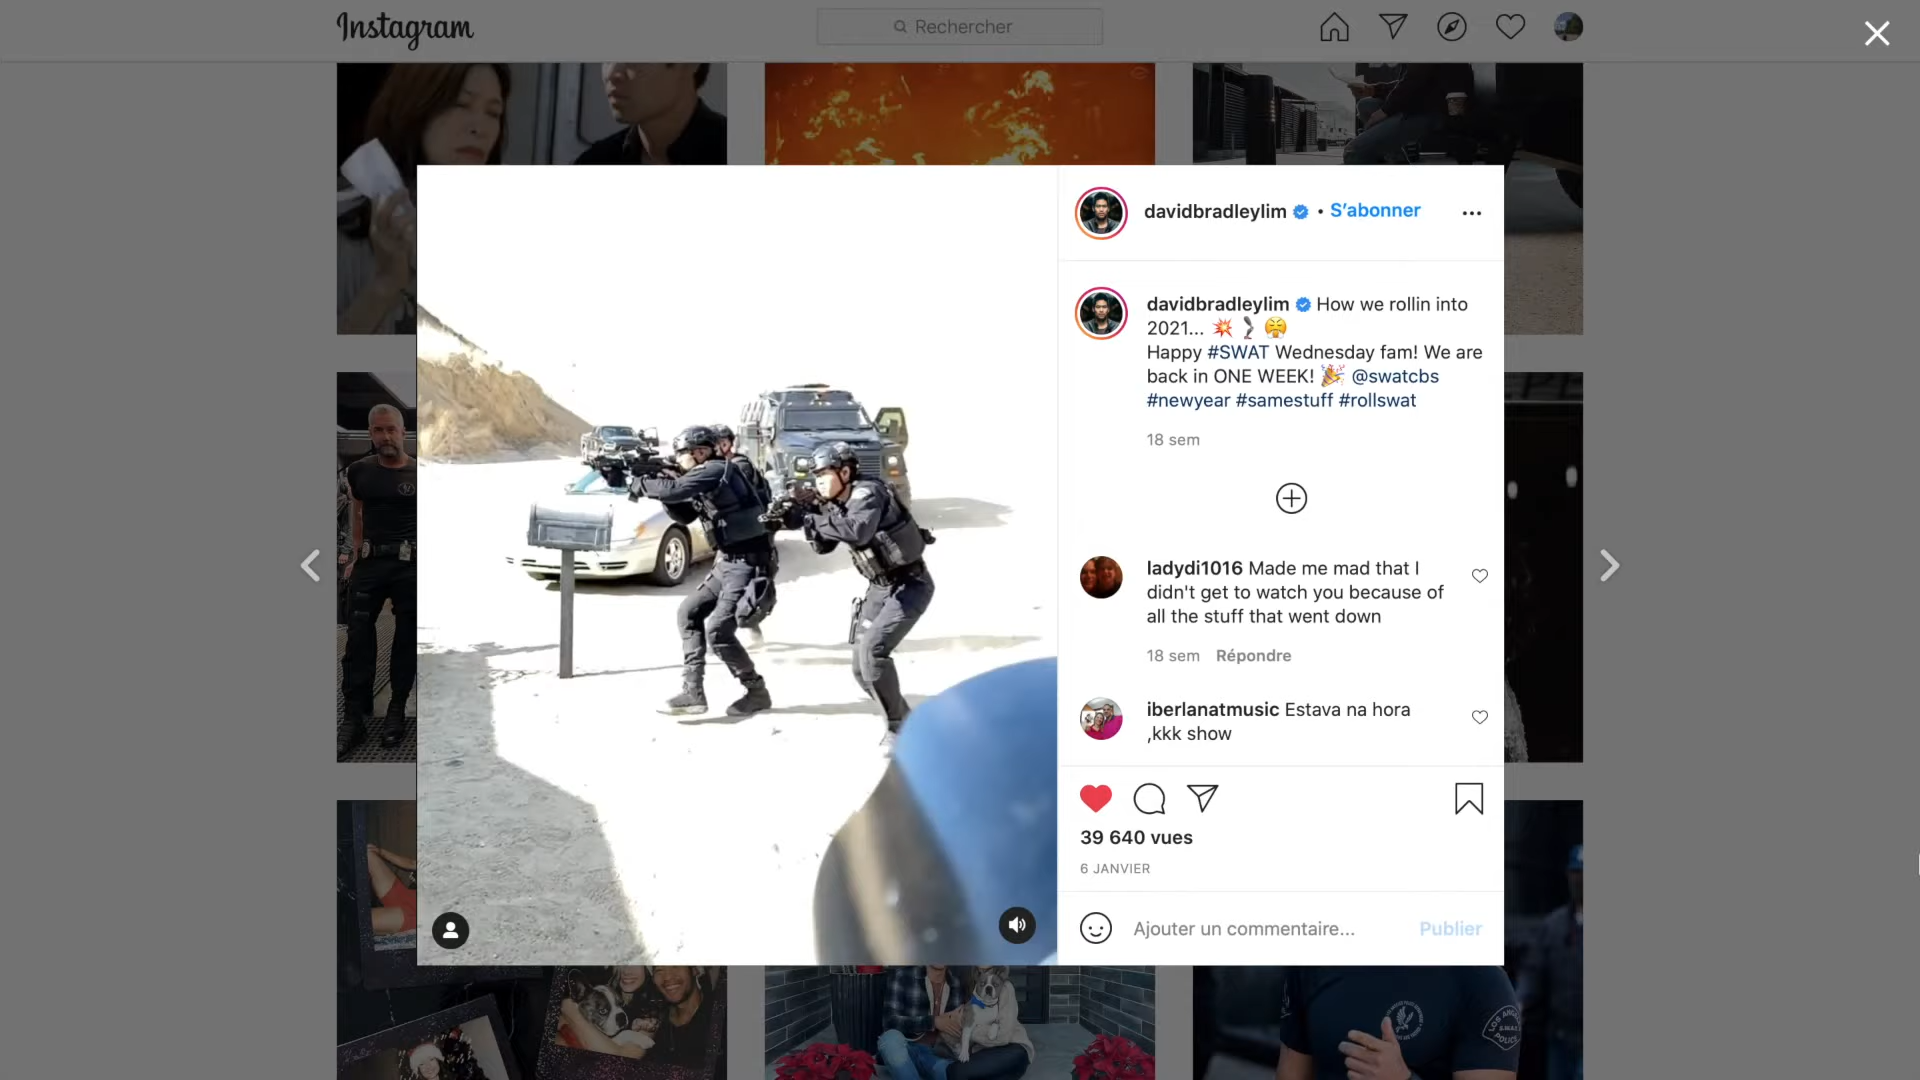 Instagram
Rechercher
davidbradleylim • S'abonner
davidbradleylim How we rollin into
2021...
Happy #SWAT Wednesday fam! We are
back in ONE WEEK! @swatcbs
#newyear #samestuff #rollswat
18 sem
ladydi1016 Made me mad that I
didn't get to watch you because of
all the stuff that went down
18 sem Répondre
iberlanatmusic Estava na hora
,kkk show
39 640 vues
6 JANVIER
Ajouter un commentaire... Publier
LOS ANGELES
POLICE